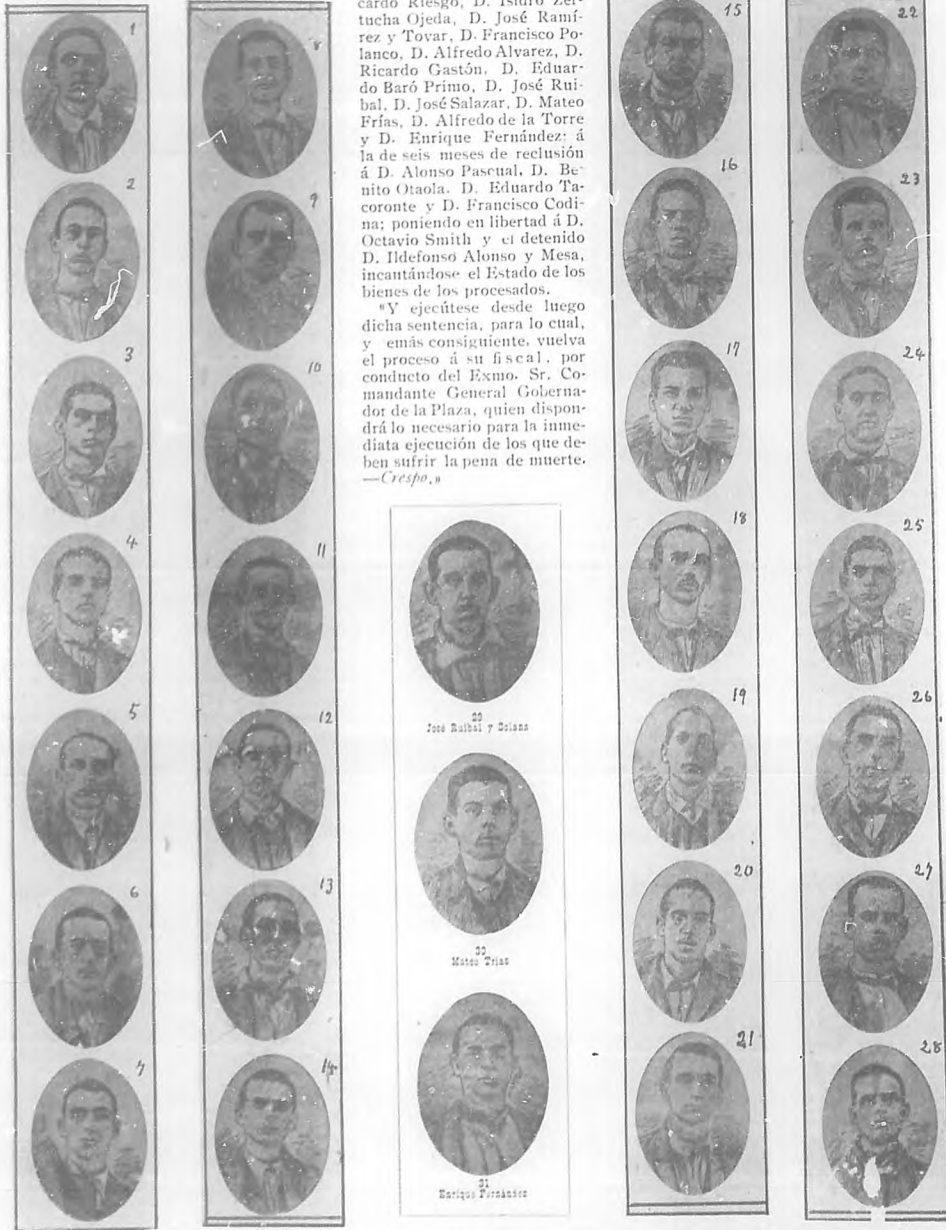 cardo Riesgo, D. Isidro Zer-
tucha Ojeda, D. José Ramí-
rez y Tovar, D. Francisco Po-
lanco, D. Alfredo Alvarez, D.
Ricardo Gastón, D. Eduar-
do Baró Primo, D. José Rui-
bal, D. José Salazar, D. Mateo
Frías, D. Alfredo de la Torre
y D. Enrique Fernández; á
la de seis meses de reclusión
á D. Alonso Pascual, D. Be-
nito Otaola, D. Eduardo Ta-
coronte y D. Francisco Codi-
na; poniendo en libertad á D.
Octavio Smith y el detenido
D. Ildefonso Alonso y Mesa,
incautándose el Estado de los
bienes de los procesados.
«Y ejecútese desde luego
dicha sentencia, para lo cual,
y emás consiguiente, vuelva
el proceso á su fiscal, por
conducto del Exmo. Sr. Co-
mandante General Goberna-
dor de la Plaza, quien dispon-
drá lo necesario para la inme-
diata ejecución de los que de-
ben sufrir la pena de muerte.
—Crespo.»
1
2
3
4
5
6
7
8
9
10
11
12
13
14
29
José Ruibal y Solano
30
Mateo Trías
31
Enrique Fernández
15
16
17
18
19
20
21
22
23
24
25
26
27
28